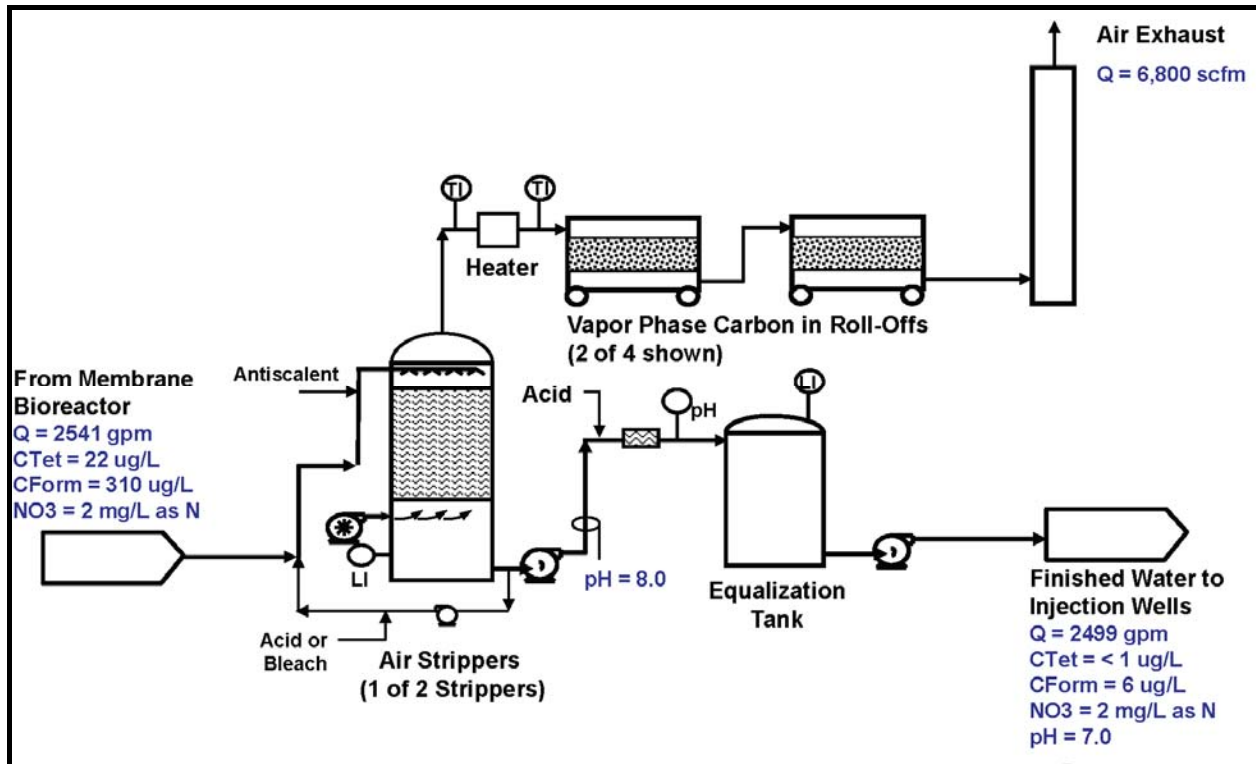 Air Exhaust
Q = 6,800 scfm
TI
TI
Heater
Vapor Phase Carbon in Roll-Offs
(2 of 4 shown)
From Membrane
Bioreactor
Q = 2541 gpm
CTet = 22 ug/L
CForm = 310 ug/L
NO3 = 2 mg/L as N
Antiscalent
Acid
pH
LI
LI
pH = 8.0
Acid or
Bleach
Air Strippers
(1 of 2 Strippers)
Equalization
Tank
Finished Water to
Injection Wells
Q = 2499 gpm
CTet = < 1 ug/L
CForm = 6 ug/L
NO3 = 2 mg/L as N
pH = 7.0